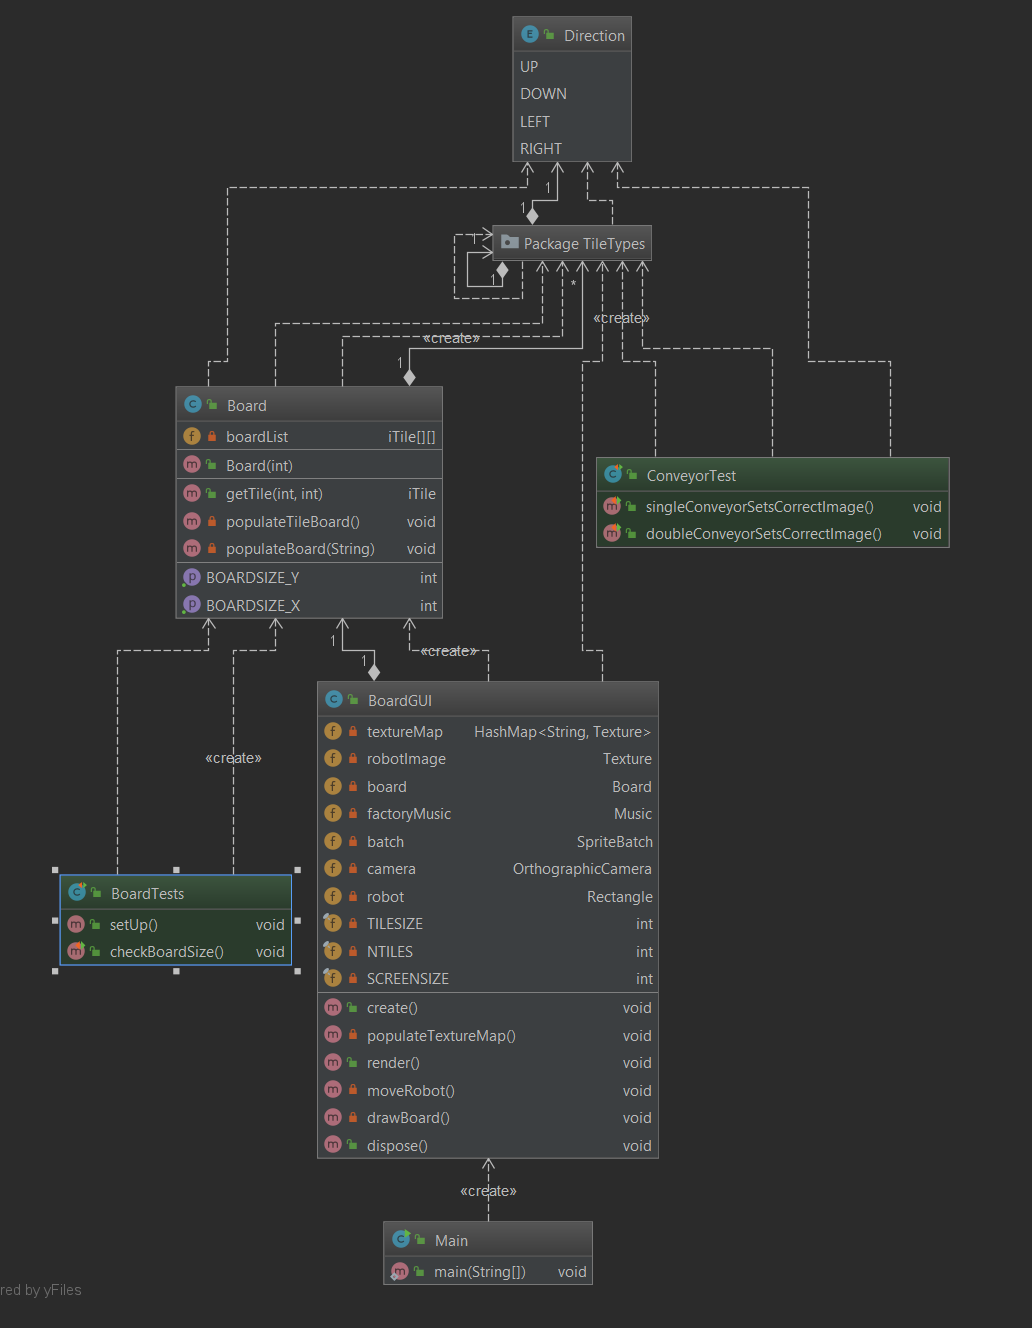 Direction
UP
DOWN
LEFT
RIGHT
1
1
Package TileTypes
1
1
*
«create»
«create»
1
Board
boardList iTile[][]
Board(int)
getTile(int, int) iTile
populateTileBoard() void
populateBoard(String) void
BOARDSIZE_Y int
BOARDSIZE_X int
ConveyorTest
singleConveyorSetsCorrectImage() void
doubleConveyorSetsCorrectImage() void
1
1
«create»
BoardGUI
textureMap HashMap<String, Texture>
robotImage Texture
board Board
factoryMusic Music
batch SpriteBatch
camera OrthographicCamera
robot Rectangle
TILESIZE int
NTILES int
SCREENSIZE int
create() void
populateTextureMap() void
render() void
moveRobot() void
drawBoard() void
dispose() void
«create»
BoardTests
setUp() void
checkBoardSize() void
«create»
Main
main(String[]) void
red by yFiles